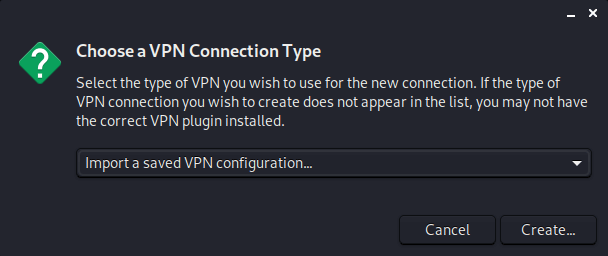 Choose a VPN Connection Type
Select the type of VPN you wish to use for the new connection. If the type of
VPN connection you wish to create does not appear in the list, you may not have
the correct VPN plugin installed.
Import a saved VPN configuration...
Cancel
Create...